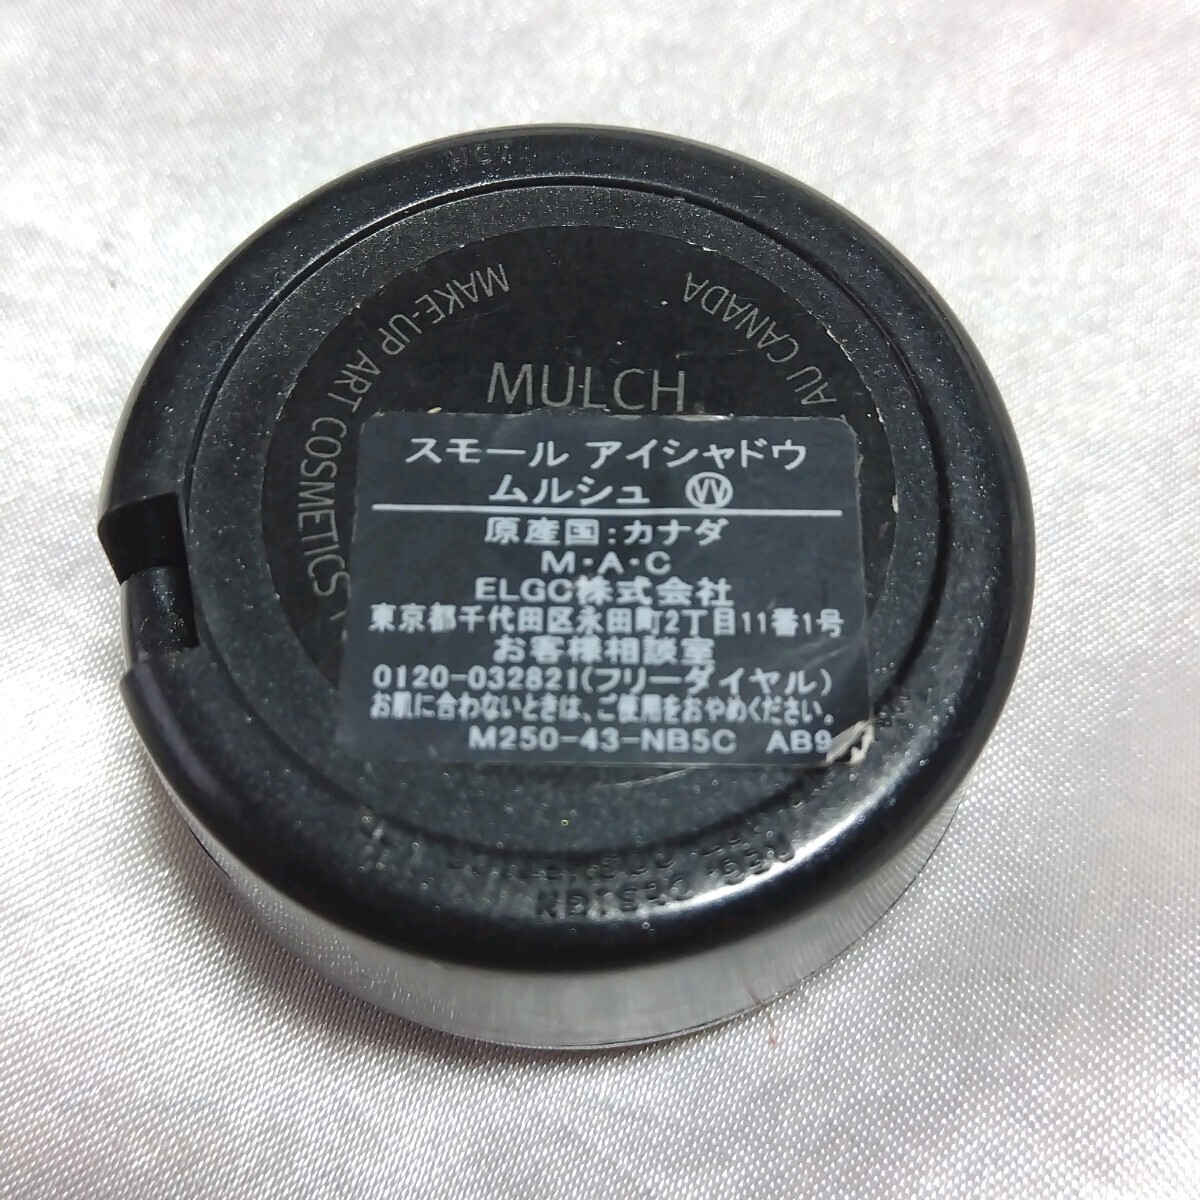 MAKE-UP ART COSMETICS
AU CANADA
MULCH
スモール アイシャドウ
ムルシュ Ⓦ
原産国:カナダ
M・A・C
ELGC株式会社
東京都千代田区永田町2丁目11番1号
お客様相談室
0120-032821(フリーダイヤル)
お肌に合わないときは、ご使用をおやめください。
M250-43-NB5C AB9
REG. DESIGN